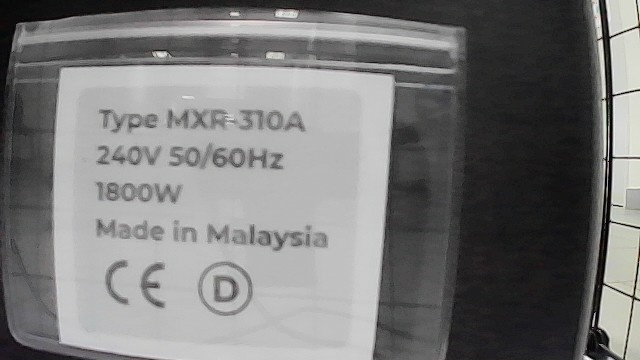 Type MXR-310A
240V 50/60Hz
1800W
Made in Malaysia
CE D